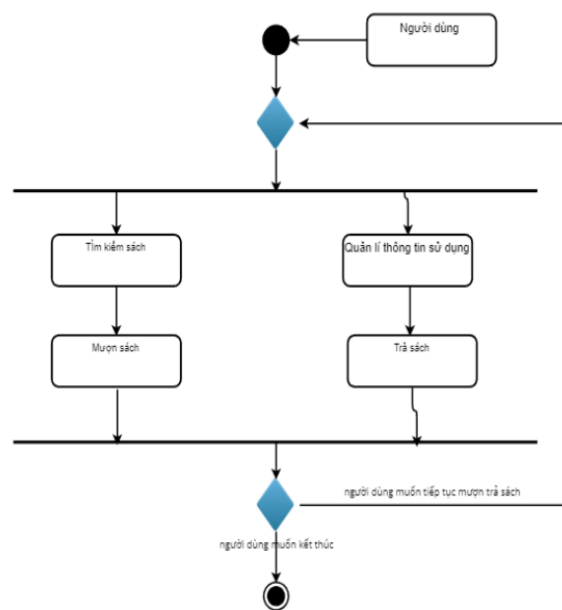 Người dùng
Tìm kiếm sách
Quản lí thông tin sử dụng
Mượn sách
Trả sách
người dùng muốn tiếp tục mượn trả sách
người dùng muốn kết thúc